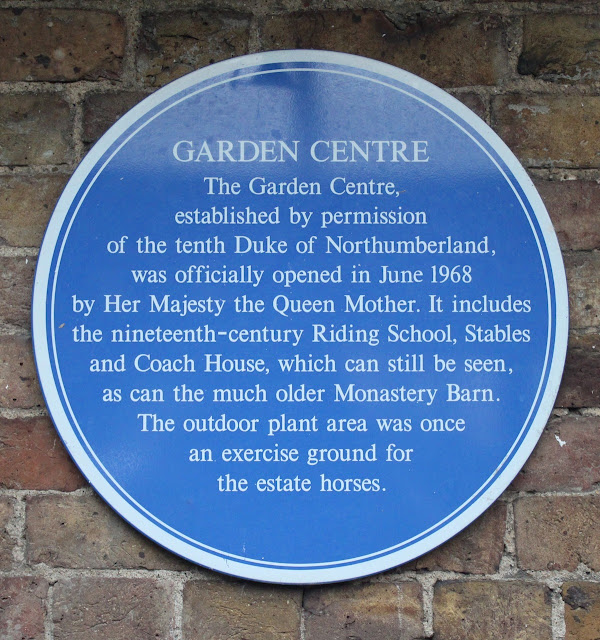 GARDEN CENTRE
The Garden Centre,
established by permission
of the tenth Duke of Northumberland,
was officially opened in June 1968
by Her Majesty the Queen Mother. It includes
the nineteenth-century Riding School, Stables
and Coach House, which can still be seen,
as can the much older Monastery Barn.
The outdoor plant area was once
an exercise ground for
the estate horses.